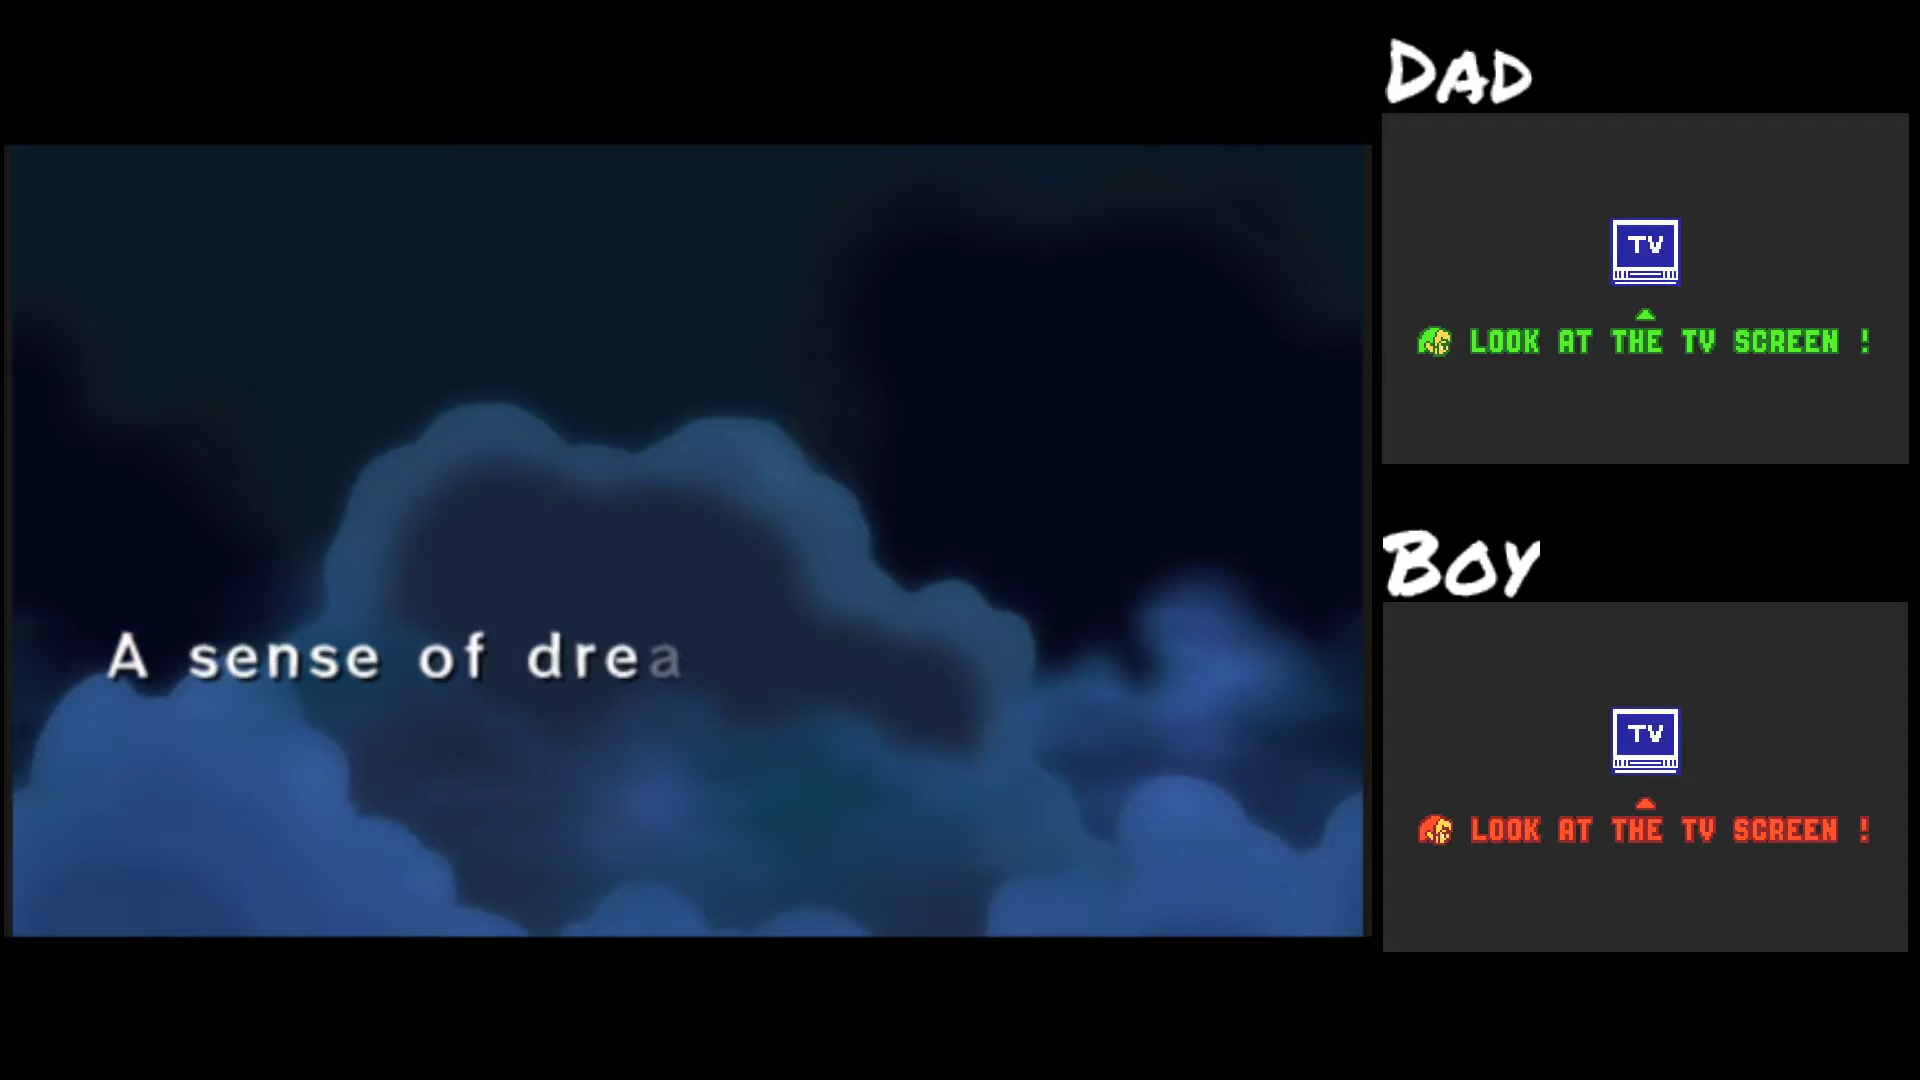 DAD
TV
LOOK AT THE TV SCREEN !
A sense of drea
BOY
TV
LOOK AT THE TV SCREEN !